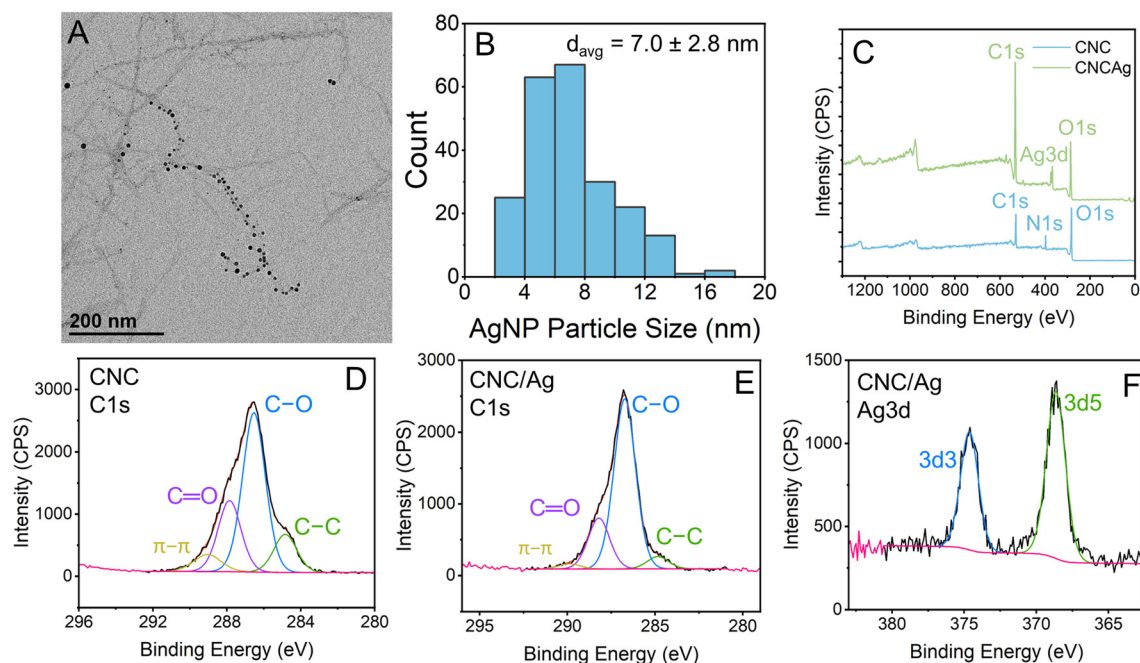 A
200 nm
B
d_avg = 7.0 ± 2.8 nm
80
60
40
20
0
Count
0 4 8 12 16 20
AgNP Particle Size (nm)
C
CNC
CNCAg
C1s
O1s
Ag3d
C1s
N1s
O1s
Intensity (CPS)
1200 1000 800 600 400 200 0
Binding Energy (eV)
D
CNC
C1s
C–O
C=O
C–C
π–π
3000
2000
1000
0
Intensity (CPS)
296 292 288 284 280
Binding Energy (eV)
E
CNC/Ag
C1s
C–O
C=O
C–C
π–π
3000
2000
1000
0
Intensity (CPS)
295 290 285 280
Binding Energy (eV)
F
CNC/Ag
Ag3d
3d5
3d3
1500
1000
500
0
Intensity (CPS)
380 375 370 365
Binding Energy (eV)